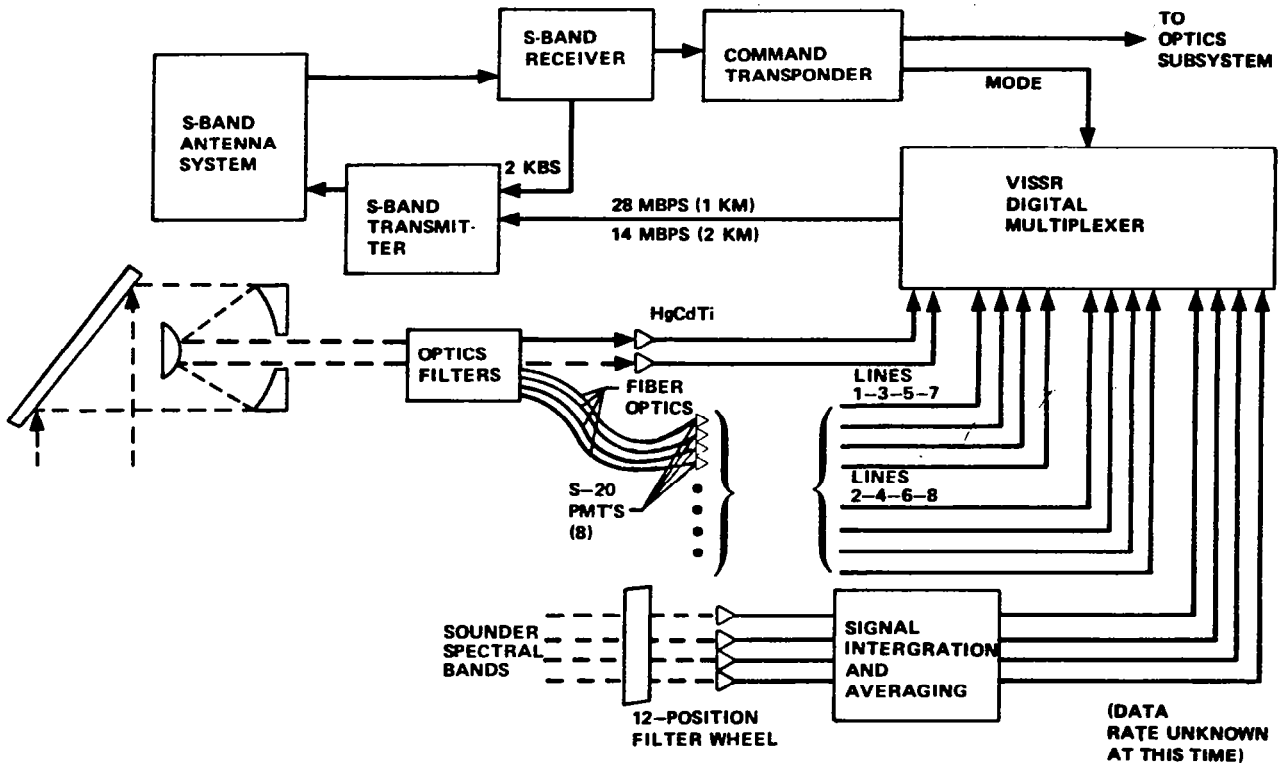 TO
OPTICS
SUBSYSTEM
S-BAND
RECEIVER
COMMAND
TRANSPONDER
MODE
S-BAND
ANTENNA
SYSTEM
2 KBS
S-BAND
TRANSMIT-
TER
28 MBPS (1 KM)
14 MBPS (2 KM)
VISSR
DIGITAL
MULTIPLEXER
HgCdTi
OPTICS
FILTERS
FIBER
OPTICS
LINES
1-3-5-7
S-20
PMT'S
(8)
LINES
2-4-6-8
SOUNDER
SPECTRAL
BANDS
12-POSITION
FILTER WHEEL
SIGNAL
INTERGRATION
AND
AVERAGING
(DATA
RATE UNKNOWN
AT THIS TIME)